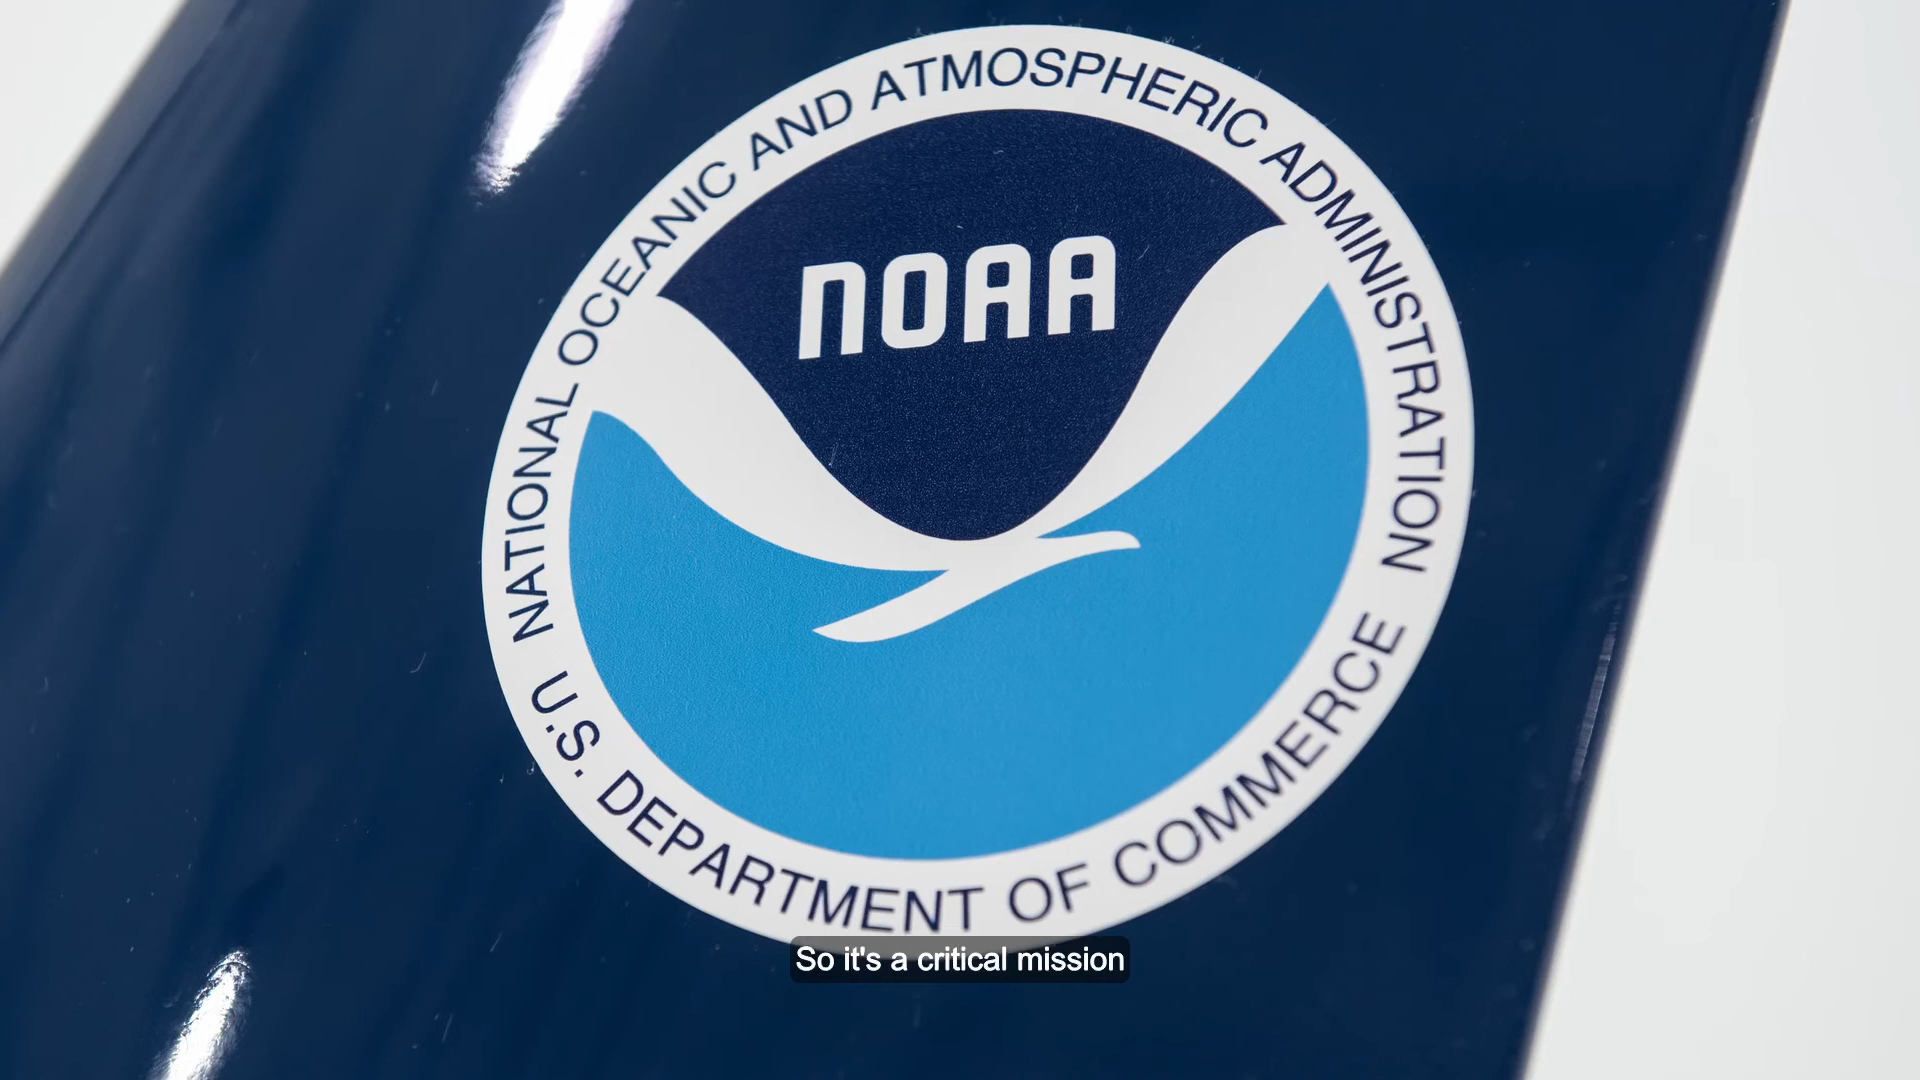 NATIONAL OCEANIC AND ATMOSPHERIC ADMINISTRATION
NOAA
U.S. DEPARTMENT OF COMMERCE
So it's a critical mission